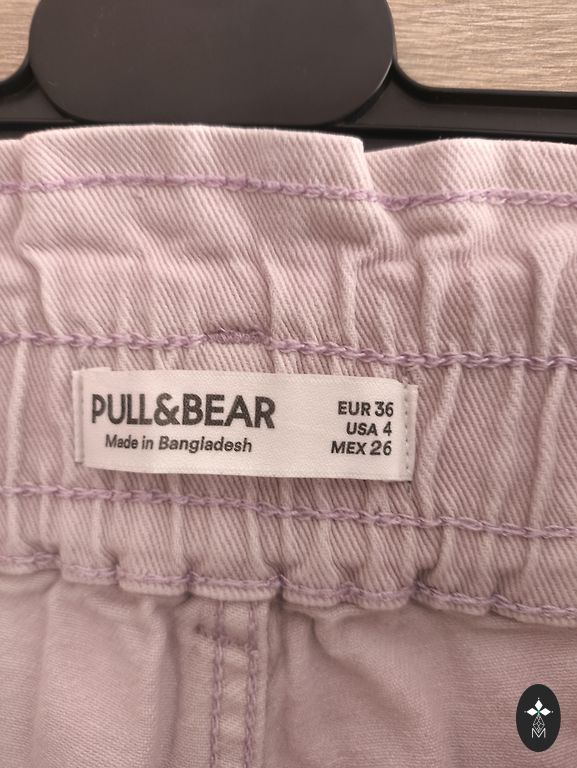 PULL&BEAR
Made in Bangladesh
EUR 36
USA 4
MEX 26
M